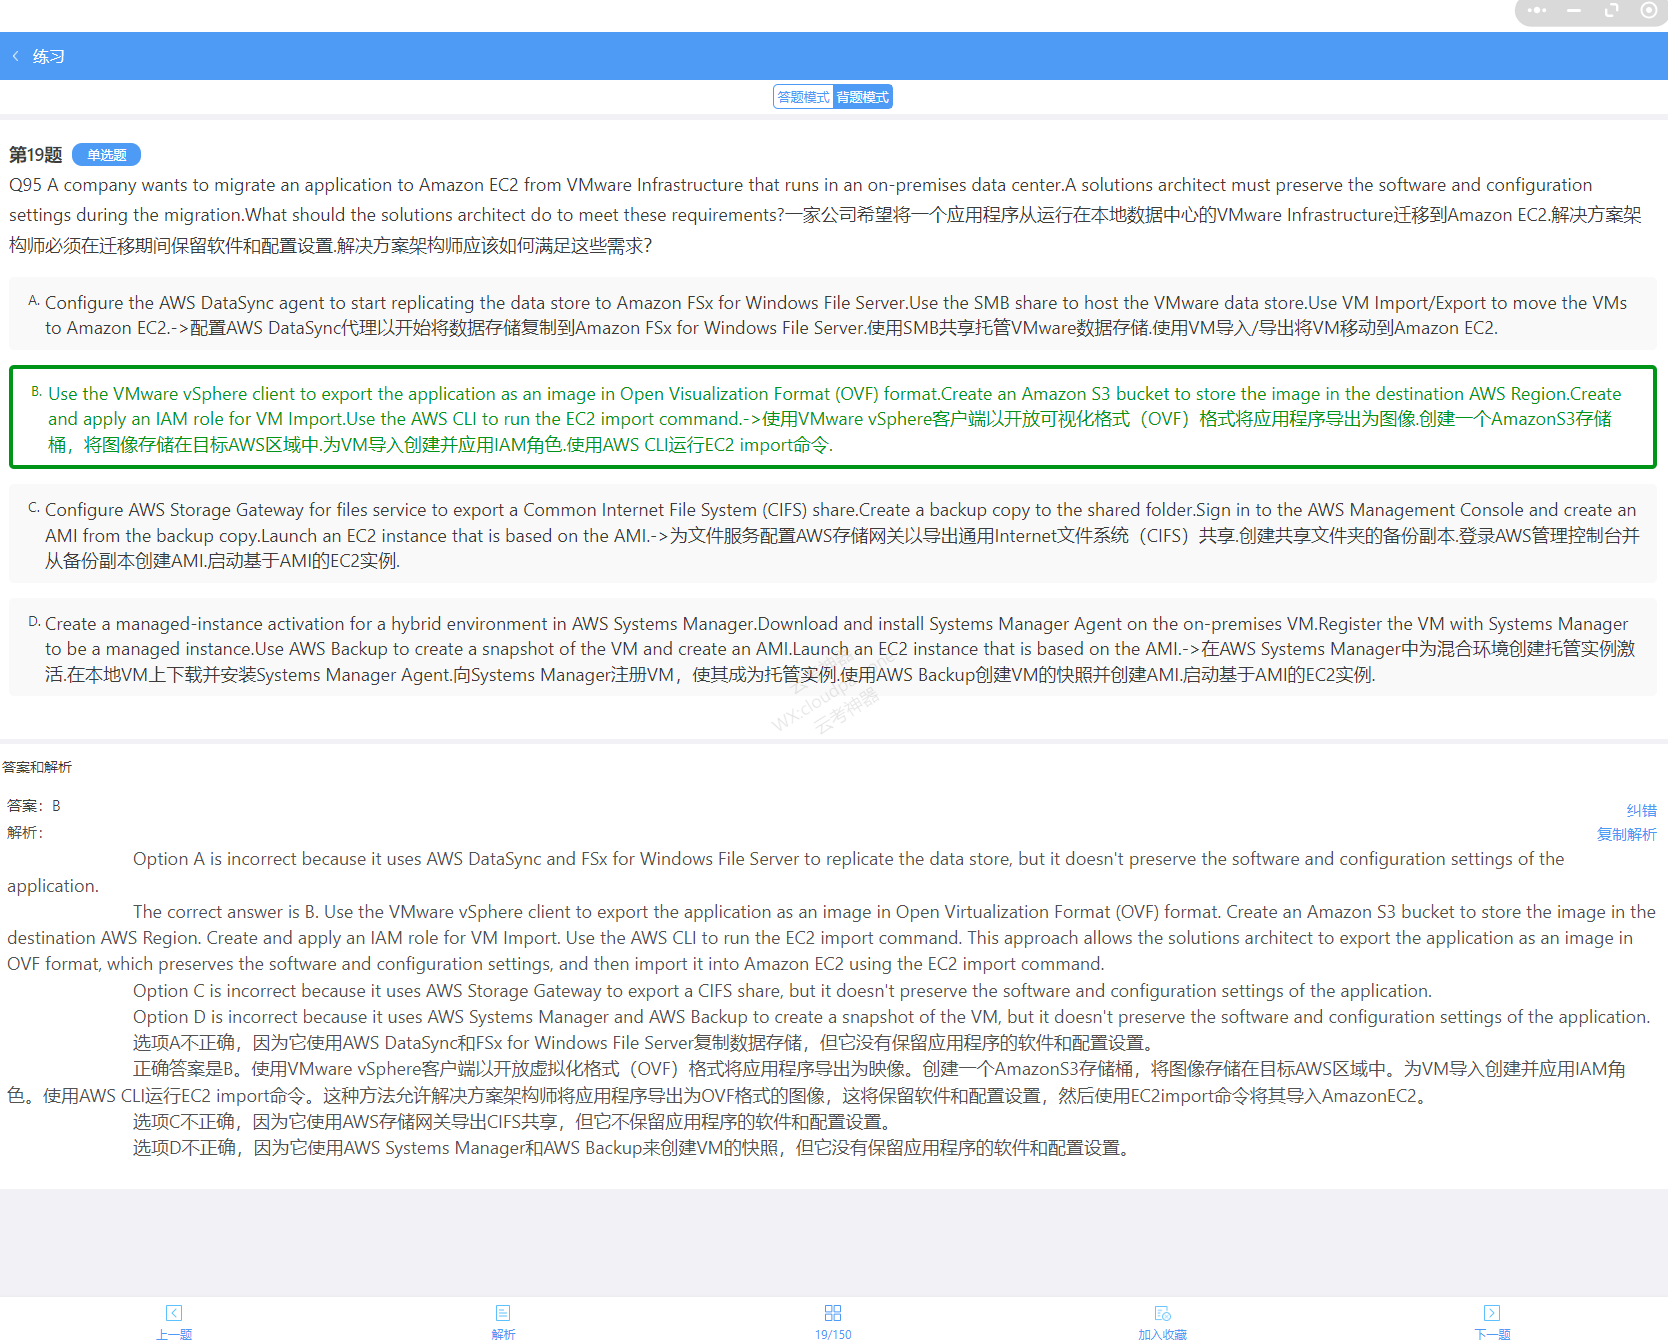 练习
答题模式 背题模式
第19题 单选题
Q95 A company wants to migrate an application to Amazon EC2 from VMware Infrastructure that runs in an on-premises data center.A solutions architect must preserve the software and configuration
settings during the migration.What should the solutions architect do to meet these requirements?一家公司希望将一个应用程序从运行在本地数据中心的VMware Infrastructure迁移到Amazon EC2.解决方案架
构师必须在迁移期间保留软件和配置设置.解决方案架构师应该如何满足这些需求?
A. Configure the AWS DataSync agent to start replicating the data store to Amazon FSx for Windows File Server.Use the SMB share to host the VMware data store.Use VM Import/Export to move the VMs
to Amazon EC2.->配置AWS DataSync代理以开始将数据存储复制到Amazon FSx for Windows File Server.使用SMB共享托管VMware数据存储.使用VM导入/导出将VM移动到Amazon EC2.
B. Use the VMware vSphere client to export the application as an image in Open Visualization Format (OVF) format.Create an Amazon S3 bucket to store the image in the destination AWS Region.Create
and apply an IAM role for VM Import.Use the AWS CLI to run the EC2 import command.->使用VMware vSphere客户端以开放可视化格式（OVF）格式将应用程序导出为图像.创建一个AmazonS3存储
桶，将图像存储在目标AWS区域中.为VM导入创建并应用IAM角色.使用AWS CLI运行EC2 import命令.
C. Configure AWS Storage Gateway for files service to export a Common Internet File System (CIFS) share.Create a backup copy to the shared folder.Sign in to the AWS Management Console and create an
AMI from the backup copy.Launch an EC2 instance that is based on the AMI.->为文件服务配置AWS存储网关以导出通用Internet文件系统（CIFS）共享.创建共享文件夹的备份副本.登录AWS管理控制台并
从备份副本创建AMI.启动基于AMI的EC2实例.
D. Create a managed-instance activation for a hybrid environment in AWS Systems Manager.Download and install Systems Manager Agent on the on-premises VM.Register the VM with Systems Manager
to be a managed instance.Use AWS Backup to create a snapshot of the VM and create an AMI.Launch an EC2 instance that is based on the AMI.->在AWS Systems Manager中为混合环境创建托管实例激
活.在本地VM上下载并安装Systems Manager Agent.向Systems Manager注册VM，使其成为托管实例.使用AWS Backup创建VM的快照并创建AMI.启动基于AMI的EC2实例.
云考神器
答案和解析
答案：B
纠错
解析：
复制解析
Option A is incorrect because it uses AWS DataSync and FSx for Windows File Server to replicate the data store, but it doesn't preserve the software and configuration settings of the
application.
The correct answer is B. Use the VMware vSphere client to export the application as an image in Open Virtualization Format (OVF) format. Create an Amazon S3 bucket to store the image in the
destination AWS Region. Create and apply an IAM role for VM Import. Use the AWS CLI to run the EC2 import command. This approach allows the solutions architect to export the application as an image in
OVF format, which preserves the software and configuration settings, and then import it into Amazon EC2 using the EC2 import command.
Option C is incorrect because it uses AWS Storage Gateway to export a CIFS share, but it doesn't preserve the software and configuration settings of the application.
Option D is incorrect because it uses AWS Systems Manager and AWS Backup to create a snapshot of the VM, but it doesn't preserve the software and configuration settings of the application.
选项A不正确，因为它使用AWS DataSync和FSx for Windows File Server复制数据存储，但它没有保留应用程序的软件和配置设置。
正确答案是B。使用VMware vSphere客户端以开放虚拟化格式（OVF）格式将应用程序导出为映像。创建一个AmazonS3存储桶，将图像存储在目标AWS区域中。为VM导入创建并应用IAM角
色。使用AWS CLI运行EC2 import命令。这种方法允许解决方案架构师将应用程序导出为OVF格式的图像，这将保留软件和配置设置，然后使用EC2import命令将其导入AmazonEC2。
选项C不正确，因为它使用AWS存储网关导出CIFS共享，但它不保留应用程序的软件和配置设置。
选项D不正确，因为它使用AWS Systems Manager和AWS Backup来创建VM的快照，但它没有保留应用程序的软件和配置设置。
上一题 解析 19/150 加入收藏 下一题